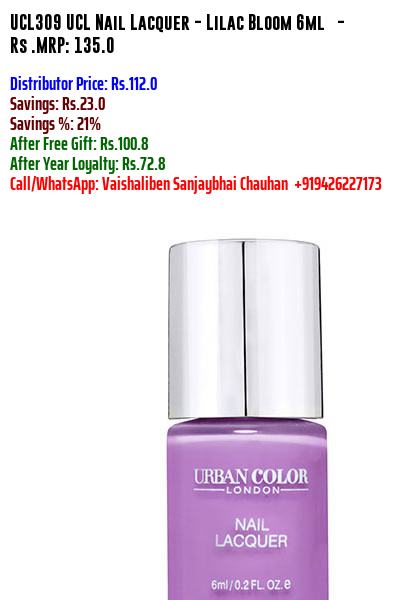 UCL309 UCL Nail Lacquer - Lilac Bloom 6ml -
Rs .MRP: 135.0
Distributor Price: Rs.112.0
Savings: Rs.23.0
Savings %: 21%
After Free Gift: Rs.100.8
After Year Loyalty: Rs.72.8
Call/WhatsApp: Vaishaliben Sanjaybhai Chauhan +919426227173
URBAN COLOR
LONDON
NAIL
LACQUER
6ml/0.2 FL. OZ. e